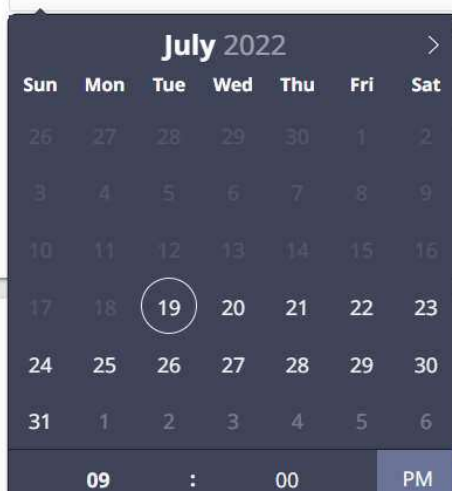 July 2022 >
Sun Mon Tue Wed Thu Fri Sat
26 27 28 29 30 1 2
3 4 5 6 7 8 9
10 11 12 13 14 15 16
17 18 19 20 21 22 23
24 25 26 27 28 29 30
31 1 2 3 4 5 6
09 : 00 PM